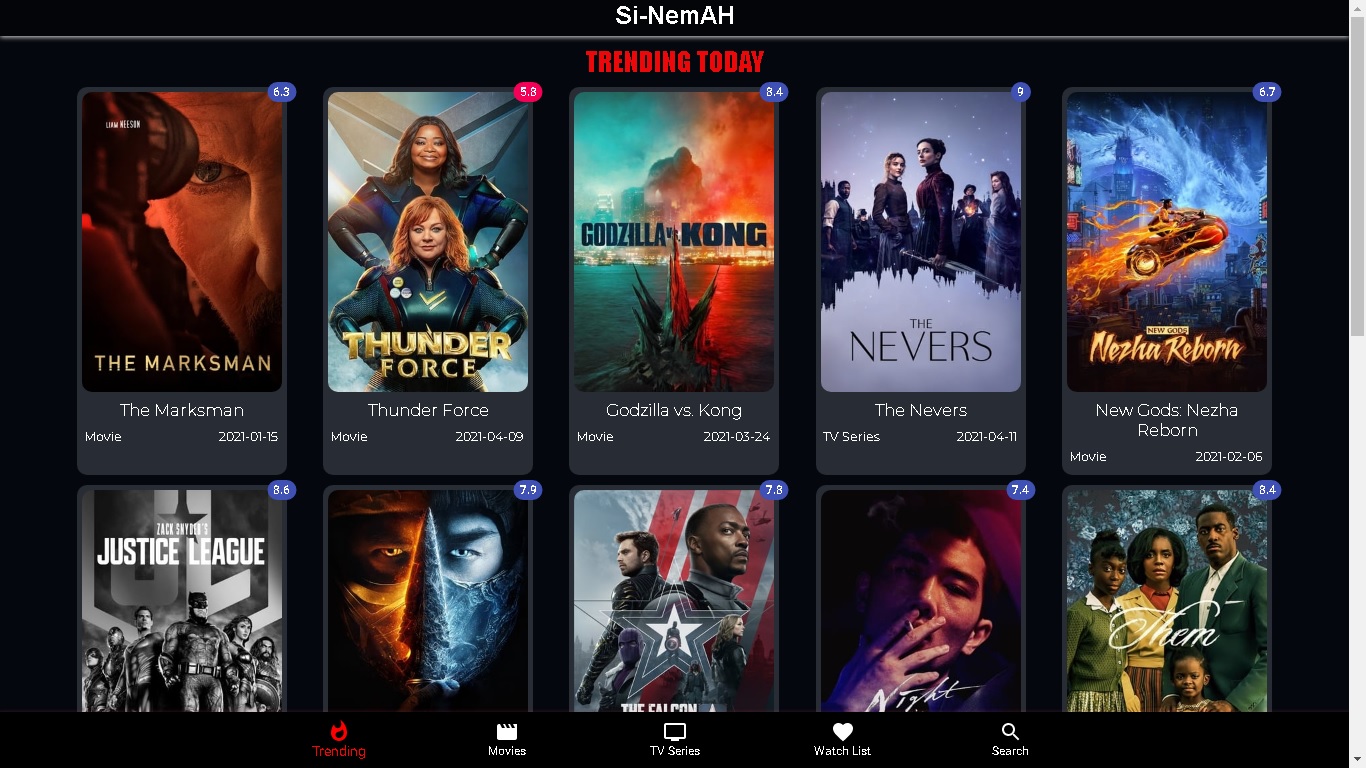 Si-NemAH
TRENDING TODAY
6.3
5.8
8.4
9
6.7
LIAM NEESON
THE MARKSMAN
THUNDER
FORCE
GODZILLA vs. KONG
THE
NEVERS
NEW GODS
Nezha Reborn
The Marksman
Movie 2021-01-15
Thunder Force
Movie 2021-04-09
Godzilla vs. Kong
Movie 2021-03-24
The Nevers
TV Series 2021-04-11
New Gods: Nezha
Reborn
Movie 2021-02-06
8.6
7.9
7.8
7.4
8.4
ZACK SNYDER'S
JUSTICE LEAGUE
THE FALCON
Night
Them
Trending
Movies
TV Series
Watch List
Search